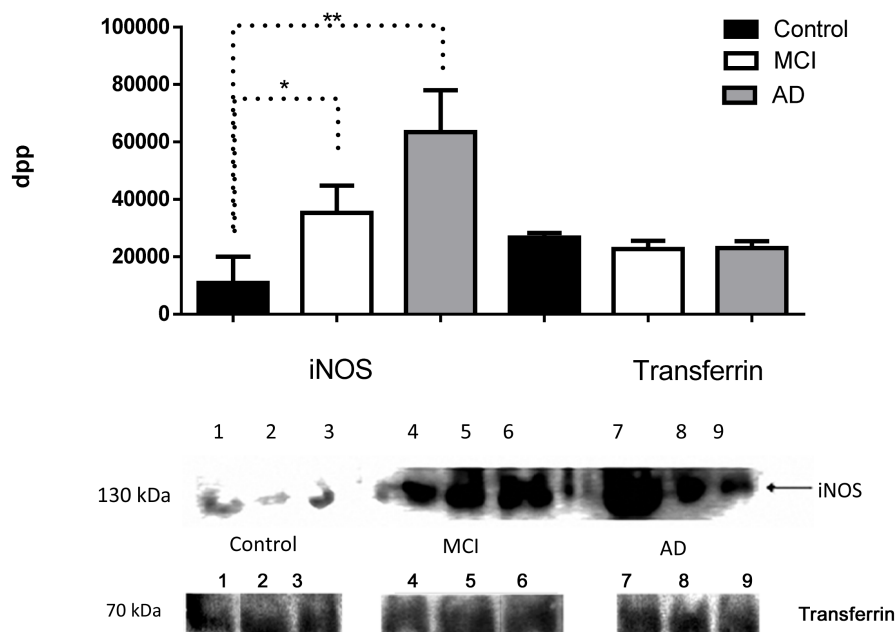 100000
80000
60000
40000
20000
0
dpp
**
*
Control
MCI
AD
iNOS
Transferrin
1 2 3 4 5 6 7 8 9
130 kDa
iNOS
Control MCI AD
1 2 3 4 5 6 7 8 9
70 kDa
Transferrin